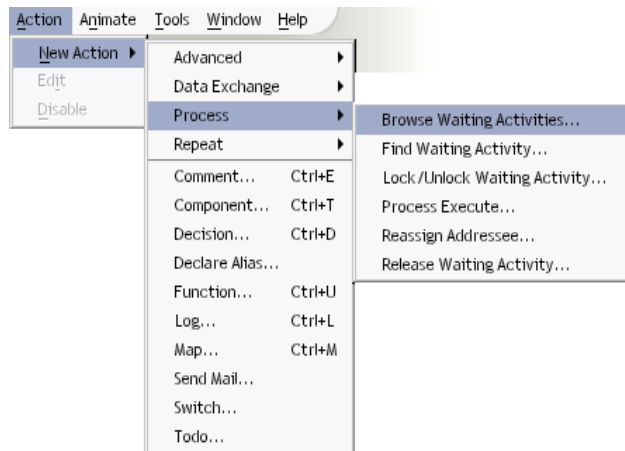 Action Animate Tools Window Help
New Action
Edit
Disable
Advanced
Data Exchange
Process
Repeat
Comment... Ctrl+E
Component... Ctrl+T
Decision... Ctrl+D
Declare Alias...
Function... Ctrl+U
Log... Ctrl+L
Map... Ctrl+M
Send Mail...
Switch...
Todo...
Browse Waiting Activities...
Find Waiting Activity...
Lock/Unlock Waiting Activity...
Process Execute...
Reassign Addressee...
Release Waiting Activity...